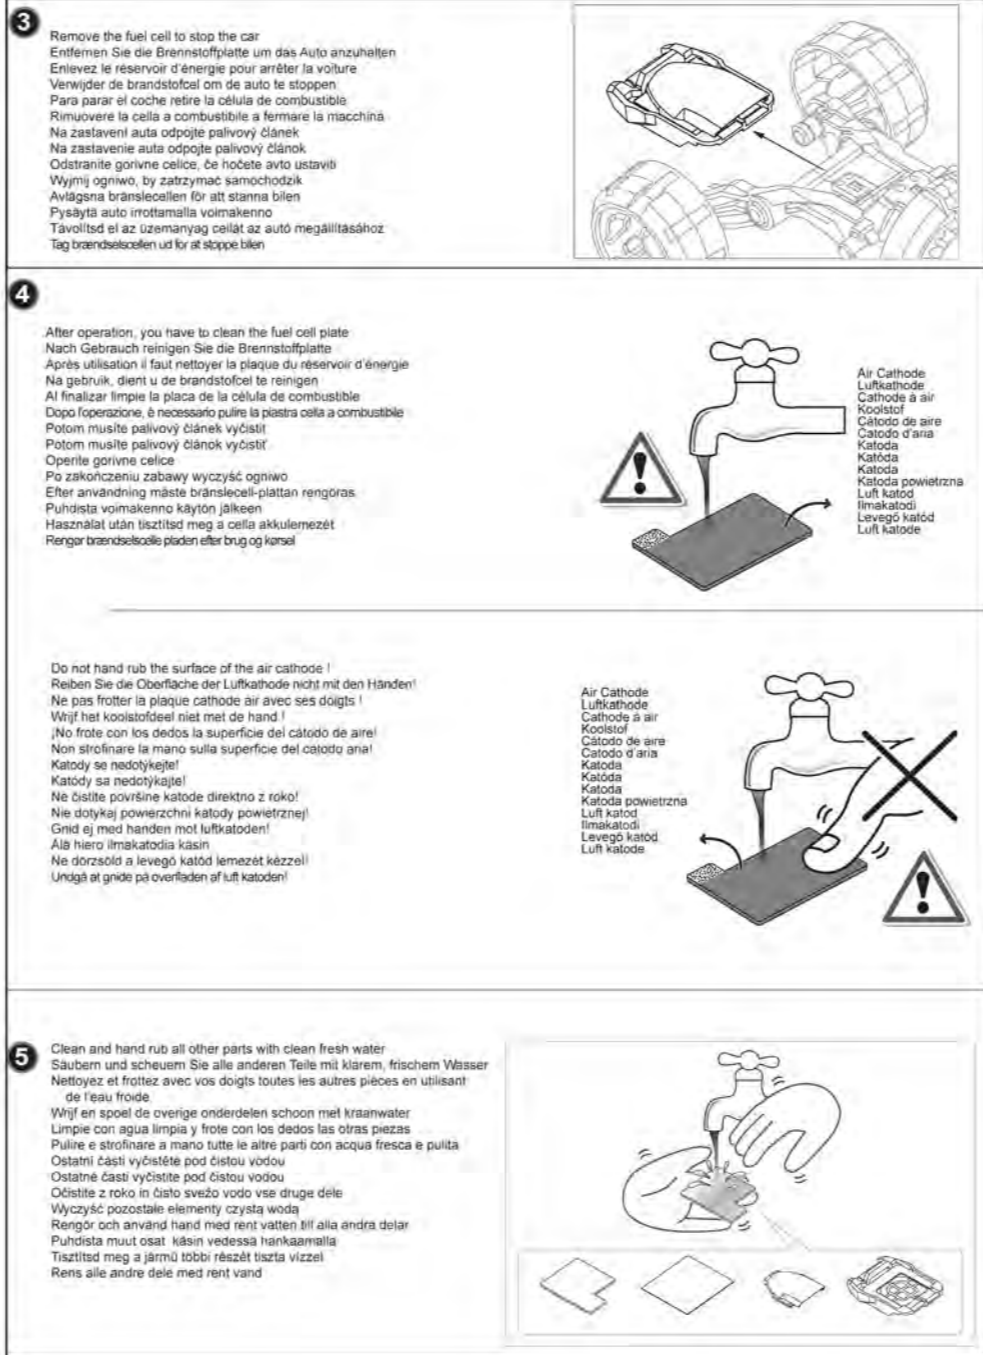 3
Remove the fuel cell to stop the car
Entfernen Sie die Brennstoffplatte um das Auto anzuhalten
Enlevez le réservoir d'énergie pour arrêter la voiture
Verwijder de brandstofcel om de auto te stoppen
Para parar el coche retire la célula de combustible
Rimuovere la cella a combustibile a fermare la macchina
Na zastavení auta odpojte palivový článek
Na zastavenie auta odpojte palivový článok
Odstranite gorivne celice, če hočete avto ustaviti
Wyjmij ogniwo, by zatrzymać samochodzik
Avlägsna bränslecellen för att stanna bilen
Pysäytä auto irrottamalla voimakenno
Távolítsd el az üzemanyag cellát az autó megállításához
Tag brændselscellen ud for at stoppe bilen
4
After operation, you have to clean the fuel cell plate
Nach Gebrauch reinigen Sie die Brennstoffplatte
Après utilisation il faut nettoyer la plaque du réservoir d'énergie
Na gebruik, dient u de brandstofcel te reinigen
Al finalizar limpie la placa de la célula de combustible
Dopo l'operazione, è necessario pulire la piastra cella a combustibile
Potom musíte palivový článek vyčistit
Potom musíte palivový článok vyčistiť
Operite gorivne celice
Po zakończeniu zabawy wyczyść ogniwo
Efter användning måste bränslecell-plattan rengöras
Puhdista voimakenno käytön jälkeen
Használat után tisztítsd meg a cella akkulemezét
Rengør brændselscelle pladen efter brug og kørsel
Air Cathode
Luftkathode
Cathode à air
Koolstof
Cátodo de aire
Catodo d'aria
Katoda
Katóda
Katoda
Katoda powietrzna
Luft katod
Ilmakatodi
Levegő katód
Luft katode
Do not hand rub the surface of the air cathode !
Reiben Sie die Oberfläche der Luftkathode nicht mit den Händen!
Ne pas frotter la plaque cathode air avec ses doigts !
Wrijf het koolstofdeel niet met de hand !
¡No frote con los dedos la superficie del cátodo de aire!
Non strofinare la mano sulla superficie del catodo aria!
Katody se nedotýkejte!
Katódy sa nedotýkajte!
Ne čistite površine katode direktno z roko!
Nie dotykaj powierzchni katody powietrznej!
Gnid ej med handen mot luftkatoden!
Älä hiero ilmakatodia käsin
Ne dörzsöld a levegő katód lemezét kézzel!
Undgå at gnide på overfladen af luft katoden!
Air Cathode
Luftkathode
Cathode à air
Koolstof
Cátodo de aire
Catodo d'aria
Katoda
Katóda
Katoda
Katoda powietrzna
Luft katod
Ilmakatodi
Levegő katód
Luft katode
5
Clean and hand rub all other parts with clean fresh water
Säubern und scheuern Sie alle anderen Teile mit klarem, frischem Wasser
Nettoyez et frottez avec vos doigts toutes les autres pièces en utilisant
de l'eau froide
Wrijf en spoel de overige onderdelen schoon met kraanwater
Limpie con agua limpia y frote con los dedos las otras piezas
Pulire e strofinare a mano tutte le altre parti con acqua fresca e pulita
Ostatní části vyčistěte pod čistou vodou
Ostatné časti vyčistite pod čistou vodou
Očistite z roko in čisto svežo vodo vse druge dele
Wyczyść pozostałe elementy czystą wodą
Rengör och använd hand med rent vatten till alla andra delar
Puhdista muut osat käsin vedessä hankaamalla
Tisztítsd meg a jármű többi részét tiszta vízzel
Rens alle andre dele med rent vand